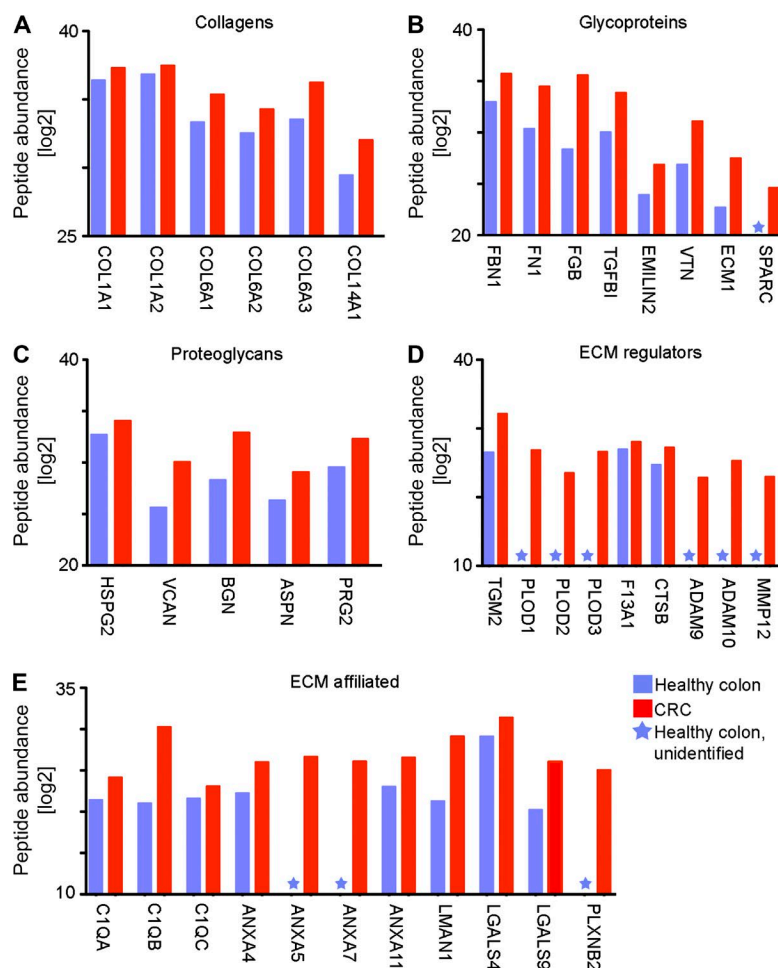 A
Collagens
Peptide abundance
[log2]
40
25
COL1A1
COL1A2
COL6A1
COL6A2
COL6A3
COL14A1
B
Glycoproteins
Peptide abundance
[log2]
40
20
FBN1
FN1
FGB
TGFBI
EMILIN2
VTN
ECM1
SPARC
C
Proteoglycans
Peptide abundance
[log2]
40
20
HSPG2
VCAN
BGN
ASPN
PRG2
D
ECM regulators
Peptide abundance
[log2]
40
10
TGM2
PLOD1
PLOD2
PLOD3
F13A1
CTSB
ADAM9
ADAM10
MMP12
E
ECM affiliated
Peptide abundance
[log2]
35
10
C1QA
C1QB
C1QC
ANXA4
ANXA5
ANXA7
ANXA11
LMAN1
LGALS4
LGALS9
PLXNB2
Healthy colon
CRC
Healthy colon,
unidentified